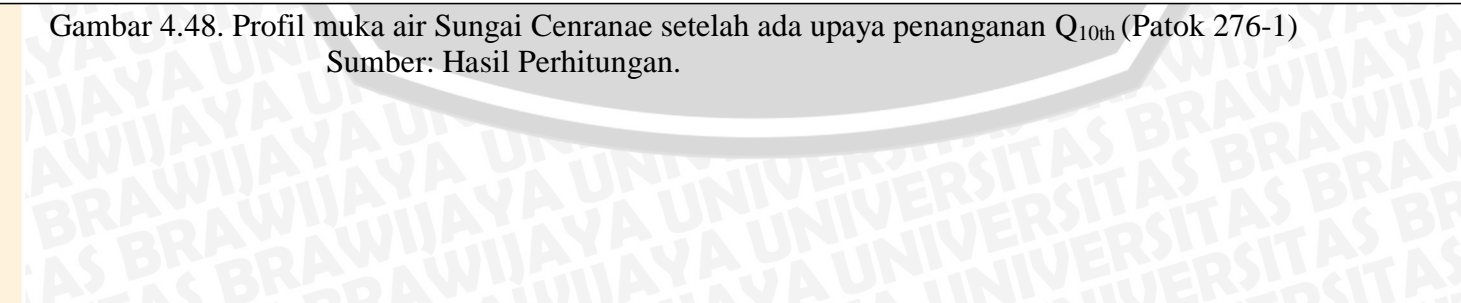 Gambar 4.48. Profil muka air Sungai Cenranae setelah ada upaya penanganan Q10th (Patok 276-1)
Sumber: Hasil Perhitungan.